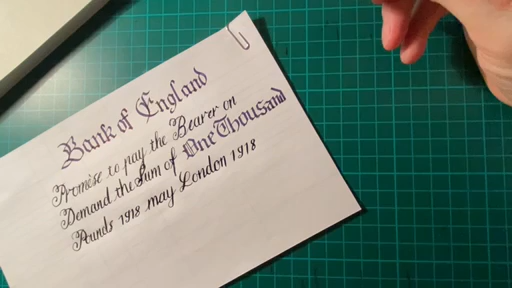 Bank of England
Promise to pay the Bearer on
Demand the Sum of One Thousand
Pounds 1918 may London 1918